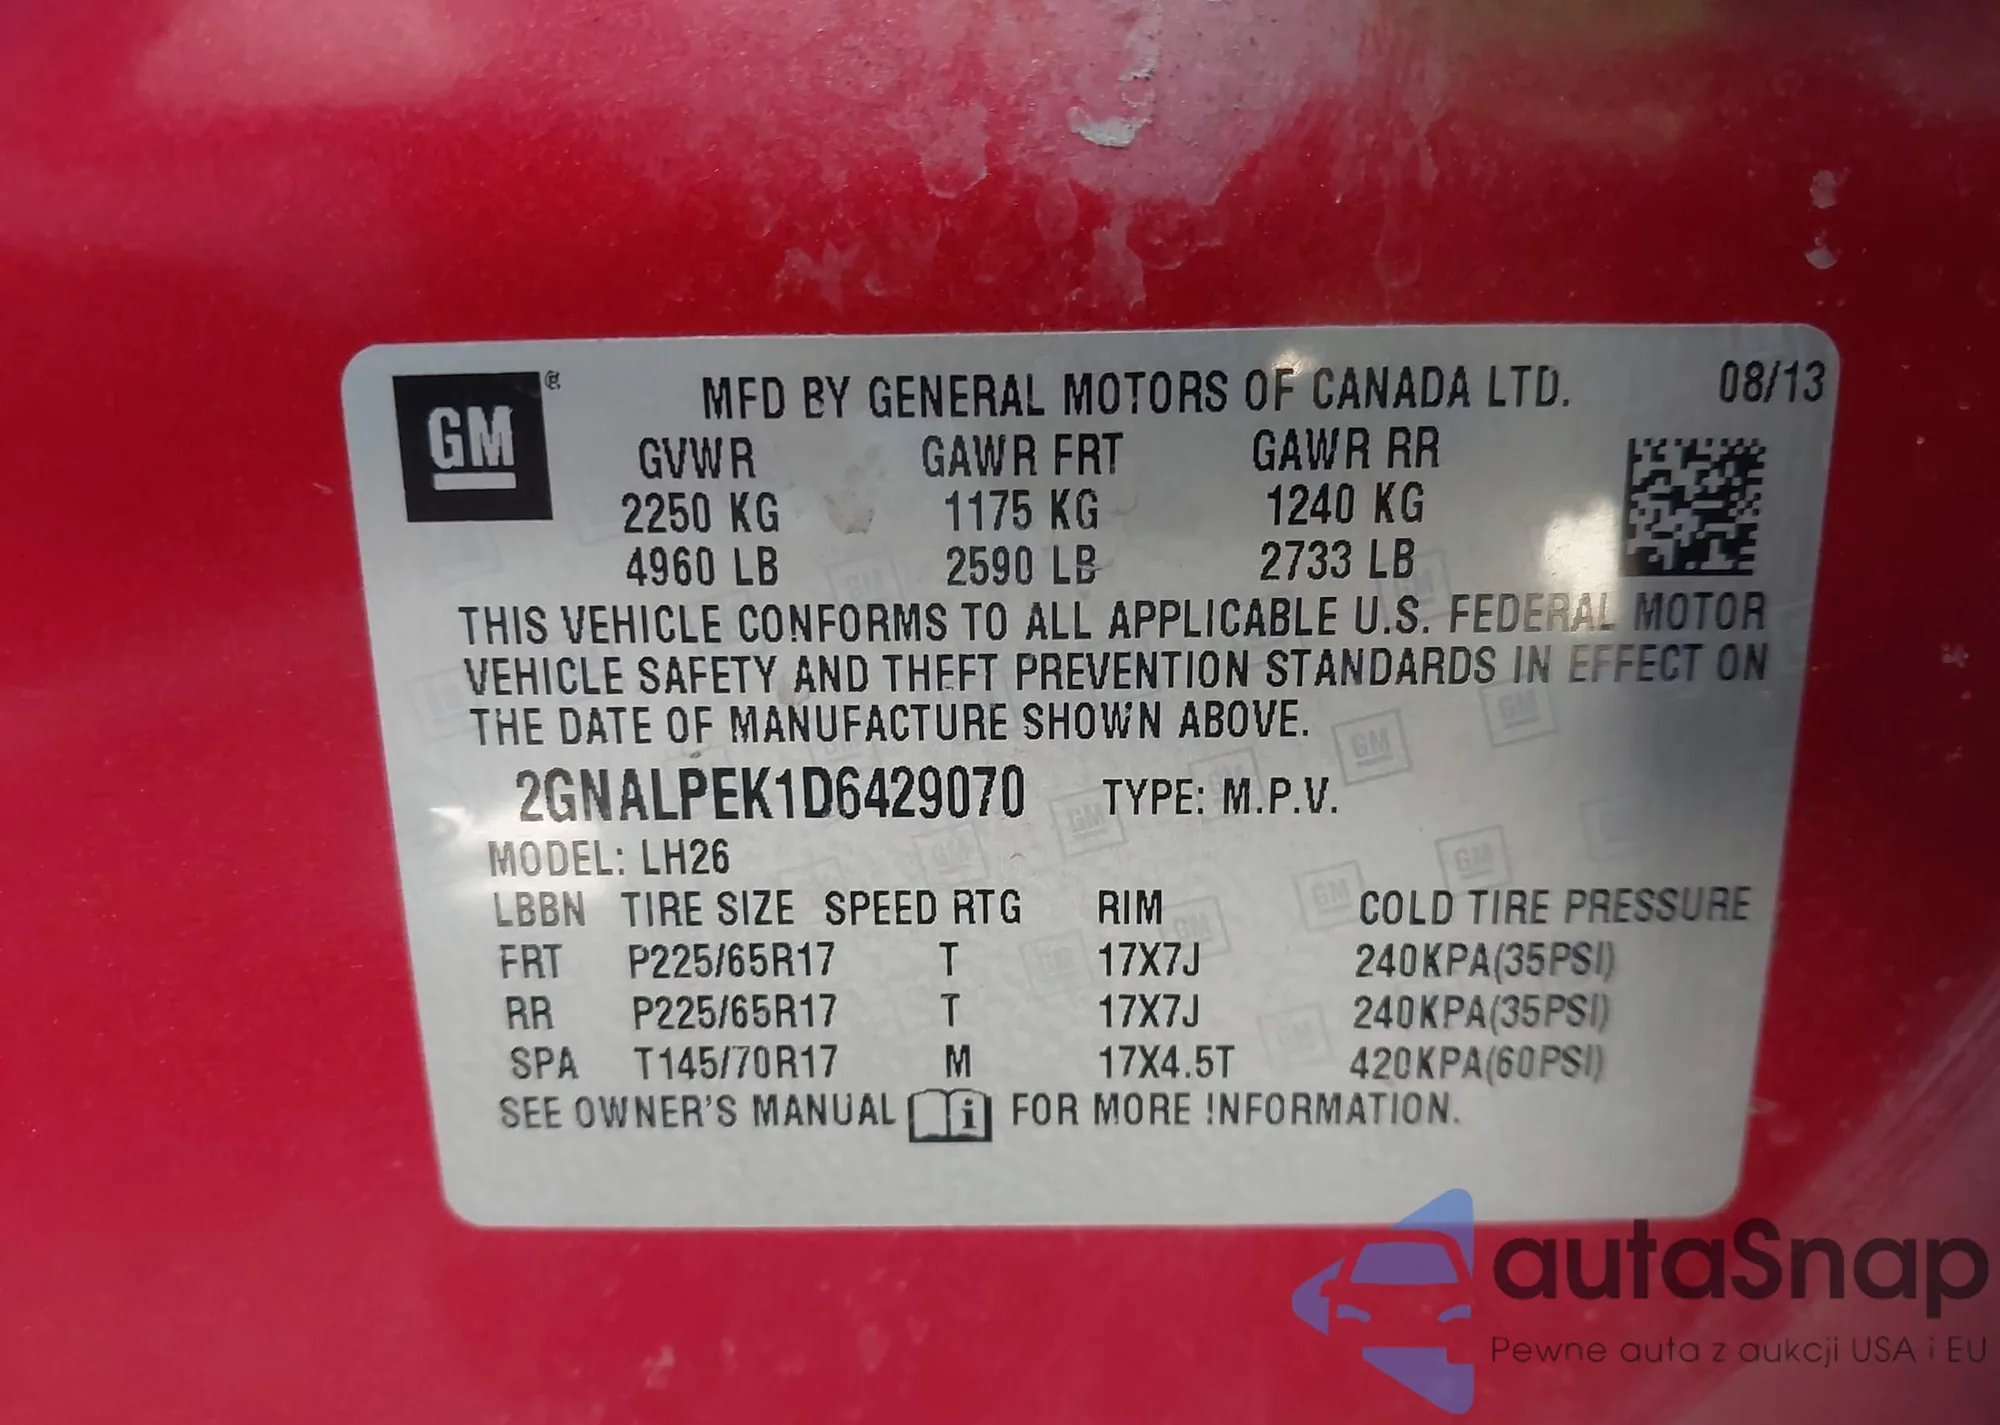 GM ®
MFD BY GENERAL MOTORS OF CANADA LTD. 08/13
GVWR GAWR FRT GAWR RR
2250 KG 1175 KG 1240 KG
4960 LB 2590 LB 2733 LB
THIS VEHICLE CONFORMS TO ALL APPLICABLE U.S. FEDERAL MOTOR
VEHICLE SAFETY AND THEFT PREVENTION STANDARDS IN EFFECT ON
THE DATE OF MANUFACTURE SHOWN ABOVE.
2GNALPEK1D6429070 TYPE: M.P.V.
MODEL: LH26
LBBN TIRE SIZE SPEED RTG RIM COLD TIRE PRESSURE
FRT P225/65R17 T 17X7J 240KPA(35PSI)
RR P225/65R17 T 17X7J 240KPA(35PSI)
SPA T145/70R17 M 17X4.5T 420KPA(60PSI)
SEE OWNER'S MANUAL i FOR MORE INFORMATION.
autaSnap
Pewne auta z aukcji USA i EU